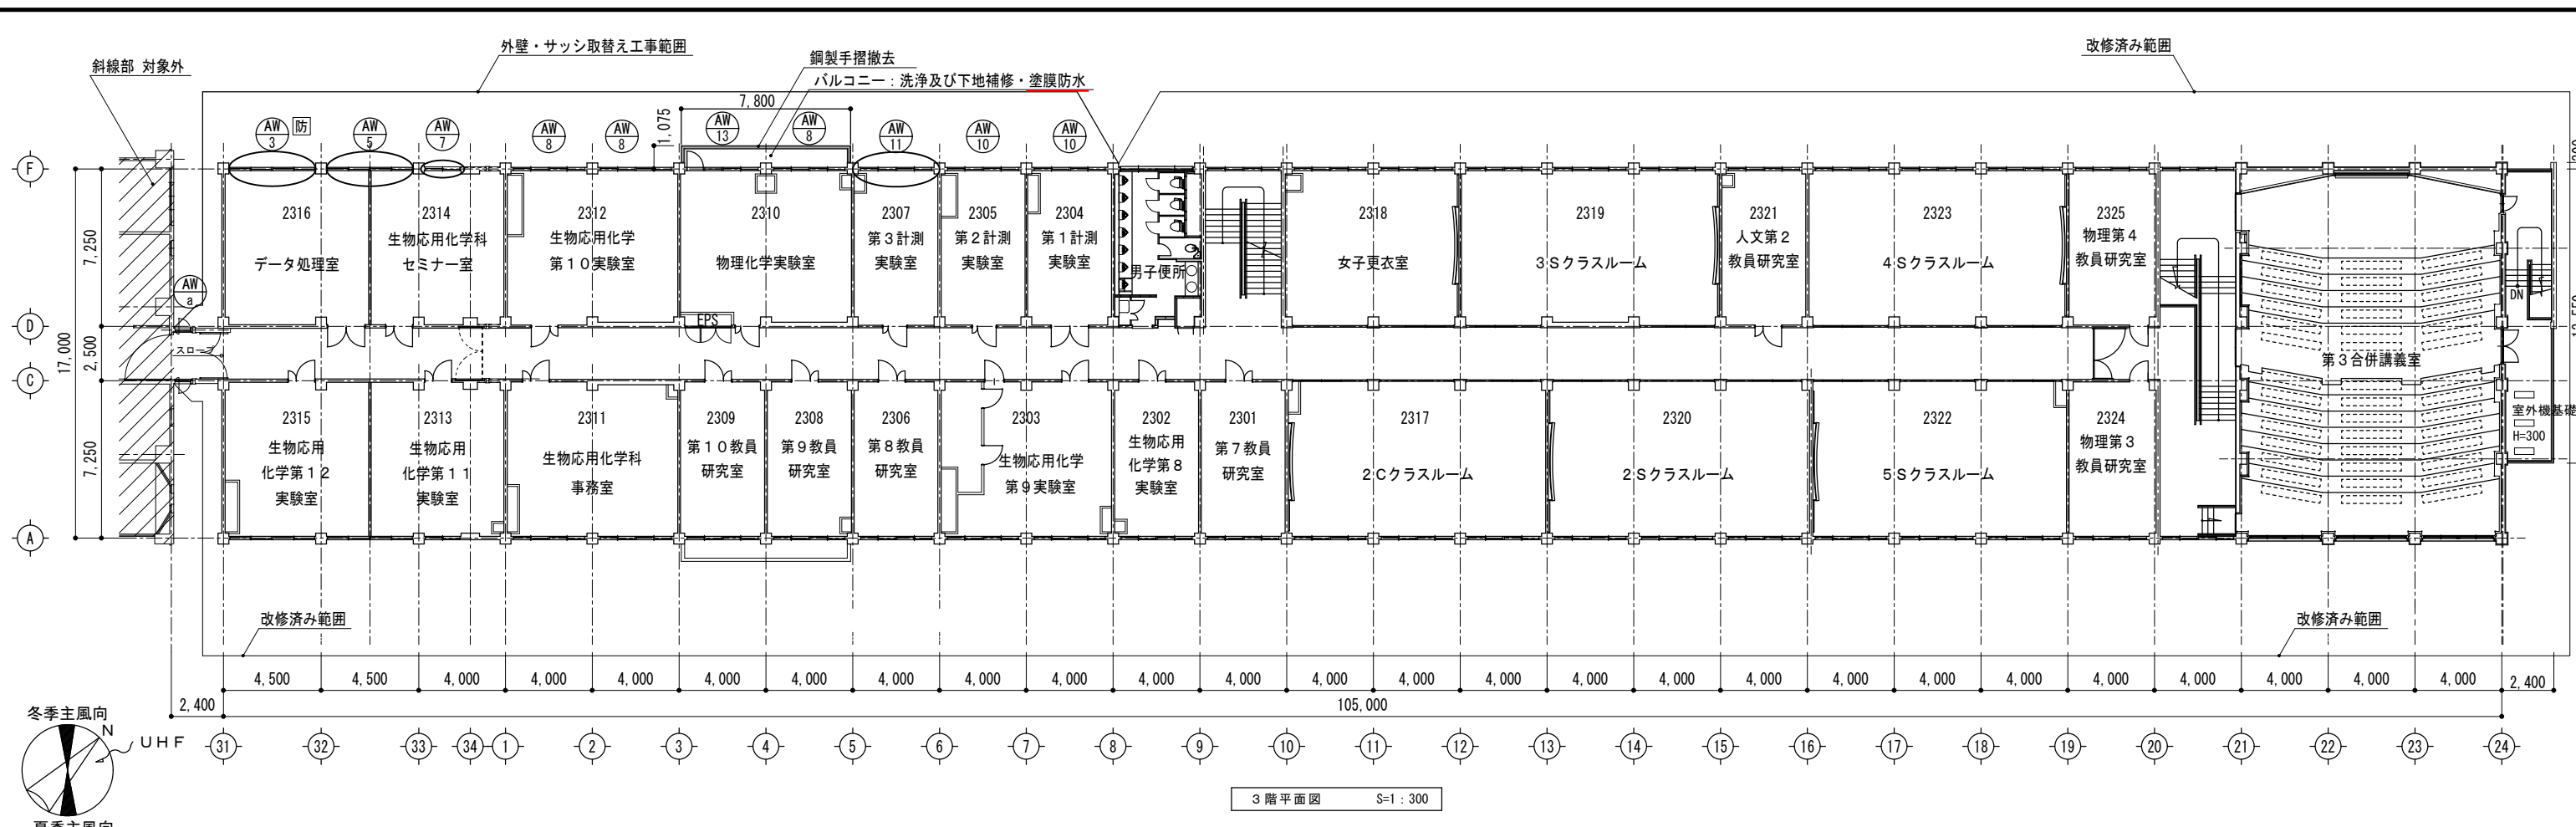 外壁・サッシ取替え工事範囲
改修済み範囲
斜線部 対象外
鋼製手摺撤去
バルコニー：洗浄及び下地補修・塗膜防水
7,800
1,075
AW 3
防
AW 5
AW 7
AW 8
AW 8
AW 13
AW 8
AW 11
AW 10
AW 10
F
D
C
A
17,000
7,250
2,500
7,250
2316
データ処理室
2314
生物応用化学科
セミナー室
2312
生物応用化学
第１０実験室
2310
物理化学実験室
2307
第３計測
実験室
2305
第２計測
実験室
2304
第１計測
実験室
男子便所
2318
女子更衣室
2319
３Ｓクラスルーム
2321
人文第２
教員研究室
2323
４Ｓクラスルーム
2325
物理第４
教員研究室
AW a
スロープ
EPS
DN
第３合併講義室
室外機基礎
H=300
2315
生物応用
化学第１２
実験室
2313
生物応用
化学第１１
実験室
2311
生物応用化学科
事務室
2309
第１０教員
研究室
2308
第９教員
研究室
2306
第８教員
研究室
2303
生物応用化学
第９実験室
2302
生物応用
化学第８
実験室
2301
第７教員
研究室
2317
２Ｃクラスルーム
2320
２Ｓクラスルーム
2322
５Ｓクラスルーム
2324
物理第３
教員研究室
改修済み範囲
改修済み範囲
4,500 4,500 4,000 4,000 4,000 4,000 4,000 4,000 4,000 4,000 4,000 4,000 4,000 4,000 4,000 4,000 4,000 4,000 4,000 4,000 4,000 4,000 4,000 4,000 4,000 4,000 2,400
2,400 105,000
冬季主風向
N
UHF
31 32 33 34 1 2 3 4 5 6 7 8 9 10 11 12 13 14 15 16 17 18 19 20 21 22 23 24
３階平面図 S=1：300